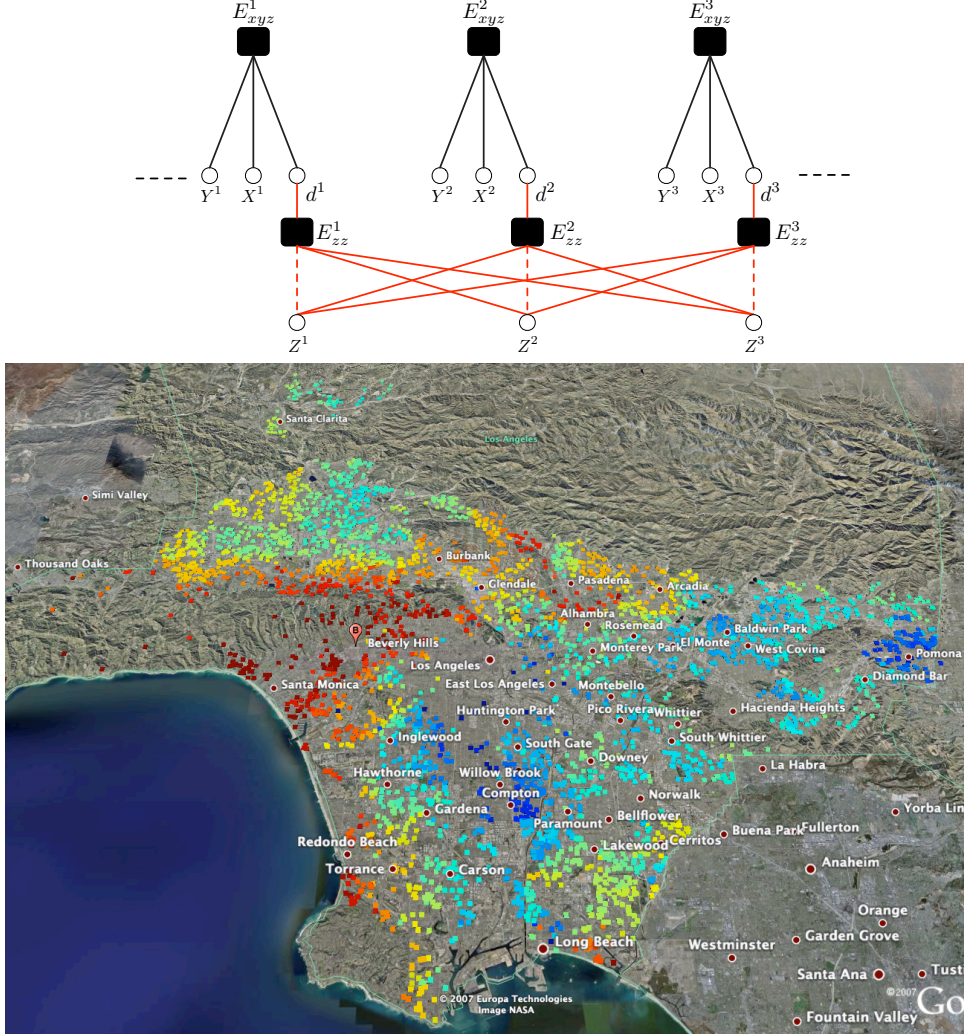 E^1_{xyz} E^2_{xyz} E^3_{xyz}
Y^1 X^1 d^1 Y^2 X^2 d^2 Y^3 X^3 d^3
E^1_{zz} E^2_{zz} E^3_{zz}
Z^1 Z^2 Z^3
Santa Clarita
Los Angeles
Simi Valley
Thousand Oaks
Burbank
Glendale
Pasadena
Arcadia
Alhambra
Rosemead
Baldwin Park
B
Beverly Hills
Monterey Park
El Monte
West Covina
Pomona
Los Angeles
Diamond Bar
Santa Monica
East Los Angeles
Montebello
Huntington Park
Pico Rivera
Whittier
Hacienda Heights
Inglewood
South Gate
South Whittier
Downey
La Habra
Hawthorne
Willow Brook
Compton
Norwalk
Gardena
Paramount
Bellflower
Yorba Lin
Redondo Beach
Lakewood
Cerritos
Buena Park
Fullerton
Torrance
Carson
Anaheim
Orange
Long Beach
Westminster
Garden Grove
Santa Ana
Tusti
© 2007 Europa Technologies
Image NASA
©2007 Go
Fountain Valley